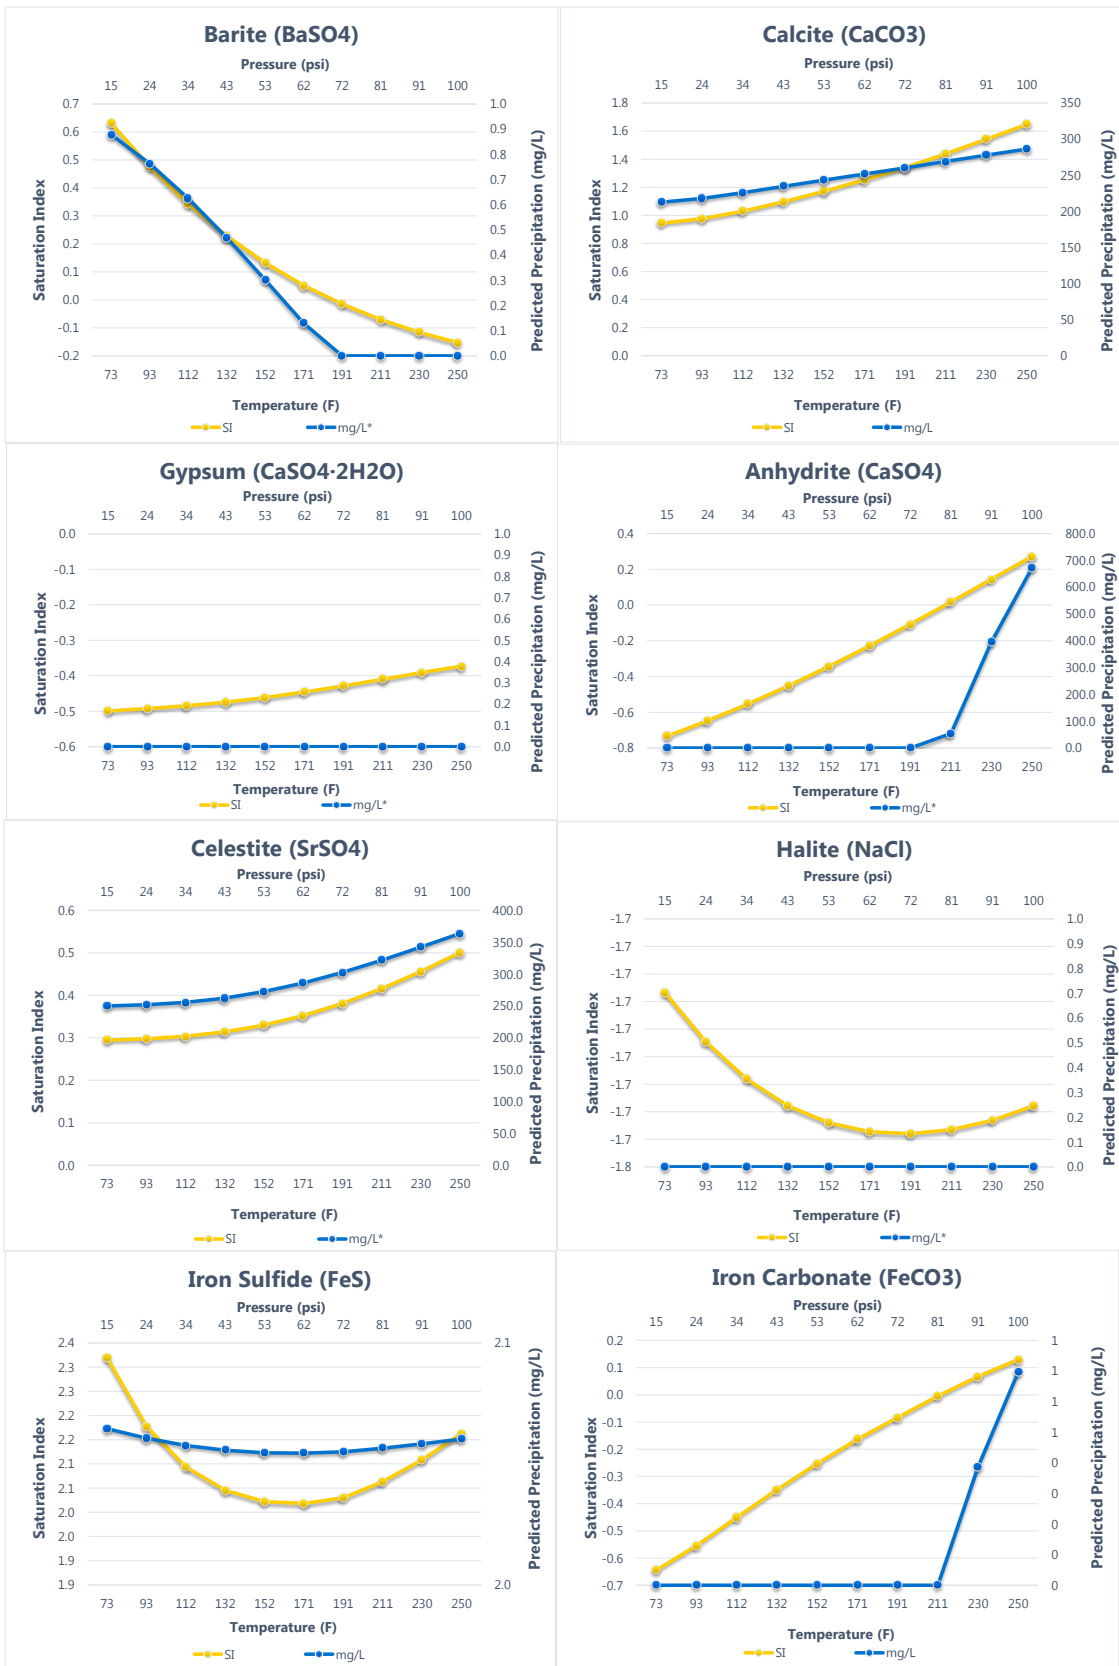 Barite (BaSO4)
Pressure (psi)
15 24 34 43 53 62 72 81 91 100
0.7 0.6 0.5 0.4 0.3 0.2 0.1 0.0 -0.1 -0.2
Saturation Index
1.0 0.9 0.8 0.7 0.6 0.5 0.4 0.3 0.2 0.1 0.0
Predicted Precipitation (mg/L)
73 93 112 132 152 171 191 211 230 250
Temperature (F)
SI mg/L*
Calcite (CaCO3)
Pressure (psi)
15 24 34 43 53 62 72 81 91 100
1.8 1.6 1.4 1.2 1.0 0.8 0.6 0.4 0.2 0.0
Saturation Index
350 300 250 200 150 100 50 0
Predicted Precipitation (mg/L)
73 93 112 132 152 171 191 211 230 250
Temperature (F)
SI mg/L
Gypsum (CaSO4·2H2O)
Pressure (psi)
15 24 34 43 53 62 72 81 91 100
0.0 -0.1 -0.2 -0.3 -0.4 -0.5 -0.6
Saturation Index
1.0 0.9 0.8 0.7 0.6 0.5 0.4 0.3 0.2 0.1 0.0
Predicted Precipitation (mg/L)
73 93 112 132 152 171 191 211 230 250
Temperature (F)
SI mg/L*
Anhydrite (CaSO4)
Pressure (psi)
15 24 34 43 53 62 72 81 91 100
0.4 0.2 0.0 -0.2 -0.4 -0.6 -0.8
Saturation Index
800.0 700.0 600.0 500.0 400.0 300.0 200.0 100.0 0.0
Predicted Precipitation (mg/L)
73 93 112 132 152 171 191 211 230 250
Temperature (F)
SI mg/L*
Celestite (SrSO4)
Pressure (psi)
15 24 34 43 53 62 72 81 91 100
0.6 0.5 0.4 0.3 0.2 0.1 0.0
Saturation Index
400.0 350.0 300.0 250.0 200.0 150.0 100.0 50.0 0.0
Predicted Precipitation (mg/L)
73 93 112 132 152 171 191 211 230 250
Temperature (F)
SI mg/L*
Halite (NaCl)
Pressure (psi)
15 24 34 43 53 62 72 81 91 100
-1.7 -1.7 -1.7 -1.7 -1.7 -1.7 -1.7 -1.7 -1.7 -1.8
Saturation Index
1.0 0.9 0.8 0.7 0.6 0.5 0.4 0.3 0.2 0.1 0.0
Predicted Precipitation (mg/L)
73 93 112 132 152 171 191 211 230 250
Temperature (F)
SI mg/L*
Iron Sulfide (FeS)
Pressure (psi)
15 24 34 43 53 62 72 81 91 100
2.4 2.3 2.3 2.2 2.2 2.1 2.1 2.0 2.0 1.9 1.9
Saturation Index
2.1 2.0
Predicted Precipitation (mg/L)
73 93 112 132 152 171 191 211 230 250
Temperature (F)
SI mg/L
Iron Carbonate (FeCO3)
Pressure (psi)
15 24 34 43 53 62 72 81 91 100
0.2 0.1 0.0 -0.1 -0.2 -0.3 -0.4 -0.5 -0.6 -0.7
Saturation Index
1 1 1 1 0 0 0 0 0
Predicted Precipitation (mg/L)
73 93 112 132 152 171 191 211 230 250
Temperature (F)
SI mg/L